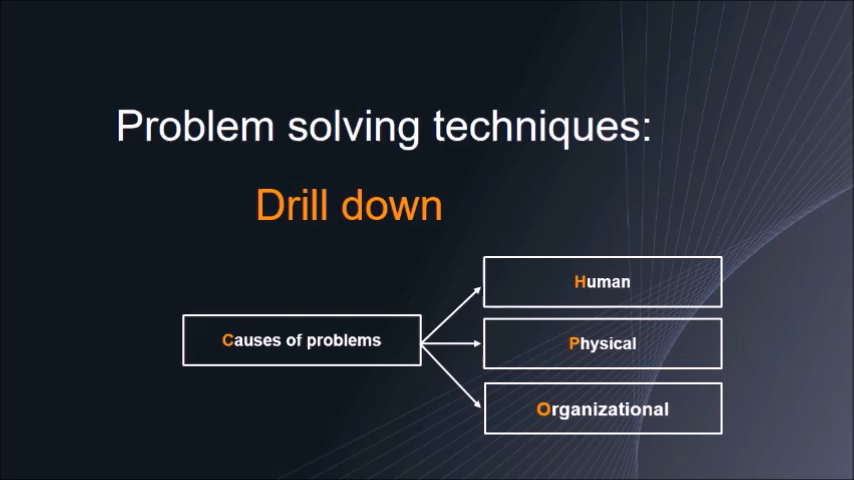 Problem solving techniques:
Drill down
Human
Causes of problems
Physical
Organizational